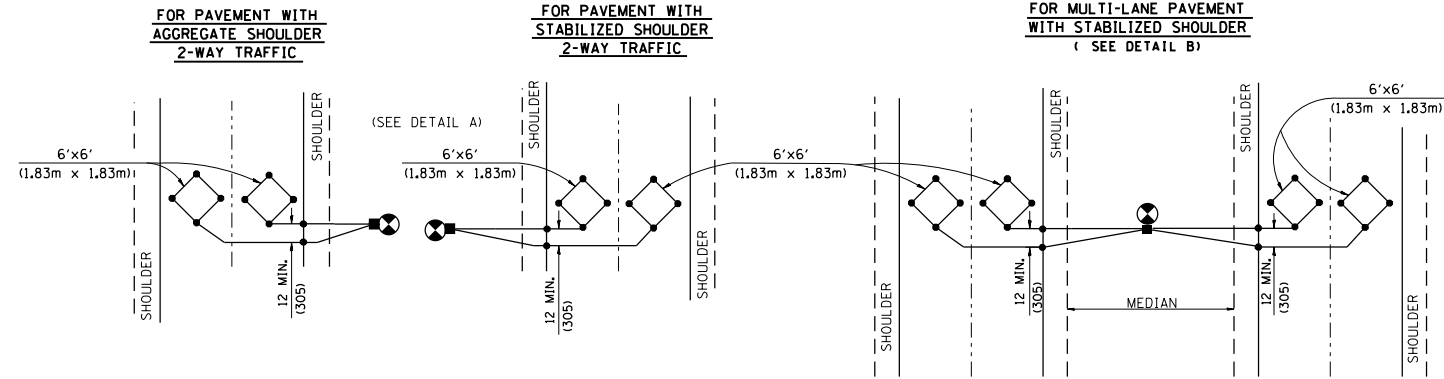 FOR PAVEMENT WITH
AGGREGATE SHOULDER
2-WAY TRAFFIC
SHOULDER
SHOULDER
6'x6'
(1.83m x 1.83m)
12 MIN.
(305)
FOR PAVEMENT WITH
STABILIZED SHOULDER
2-WAY TRAFFIC
(SEE DETAIL A)
SHOULDER
6'x6'
(1.83m x 1.83m)
12 MIN.
(305)
SHOULDER
6'x6'
(1.83m x 1.83m)
FOR MULTI-LANE PAVEMENT
WITH STABILIZED SHOULDER
( SEE DETAIL B)
SHOULDER
SHOULDER
12 MIN.
(305)
MEDIAN
SHOULDER
6'x6'
(1.83m x 1.83m)
12 MIN.
(305)
SHOULDER